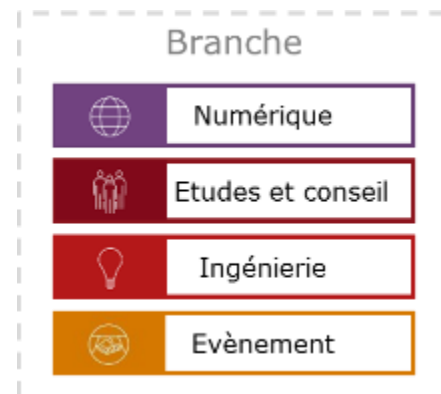 Branche
Numérique
Etudes et conseil
Ingénierie
Evènement